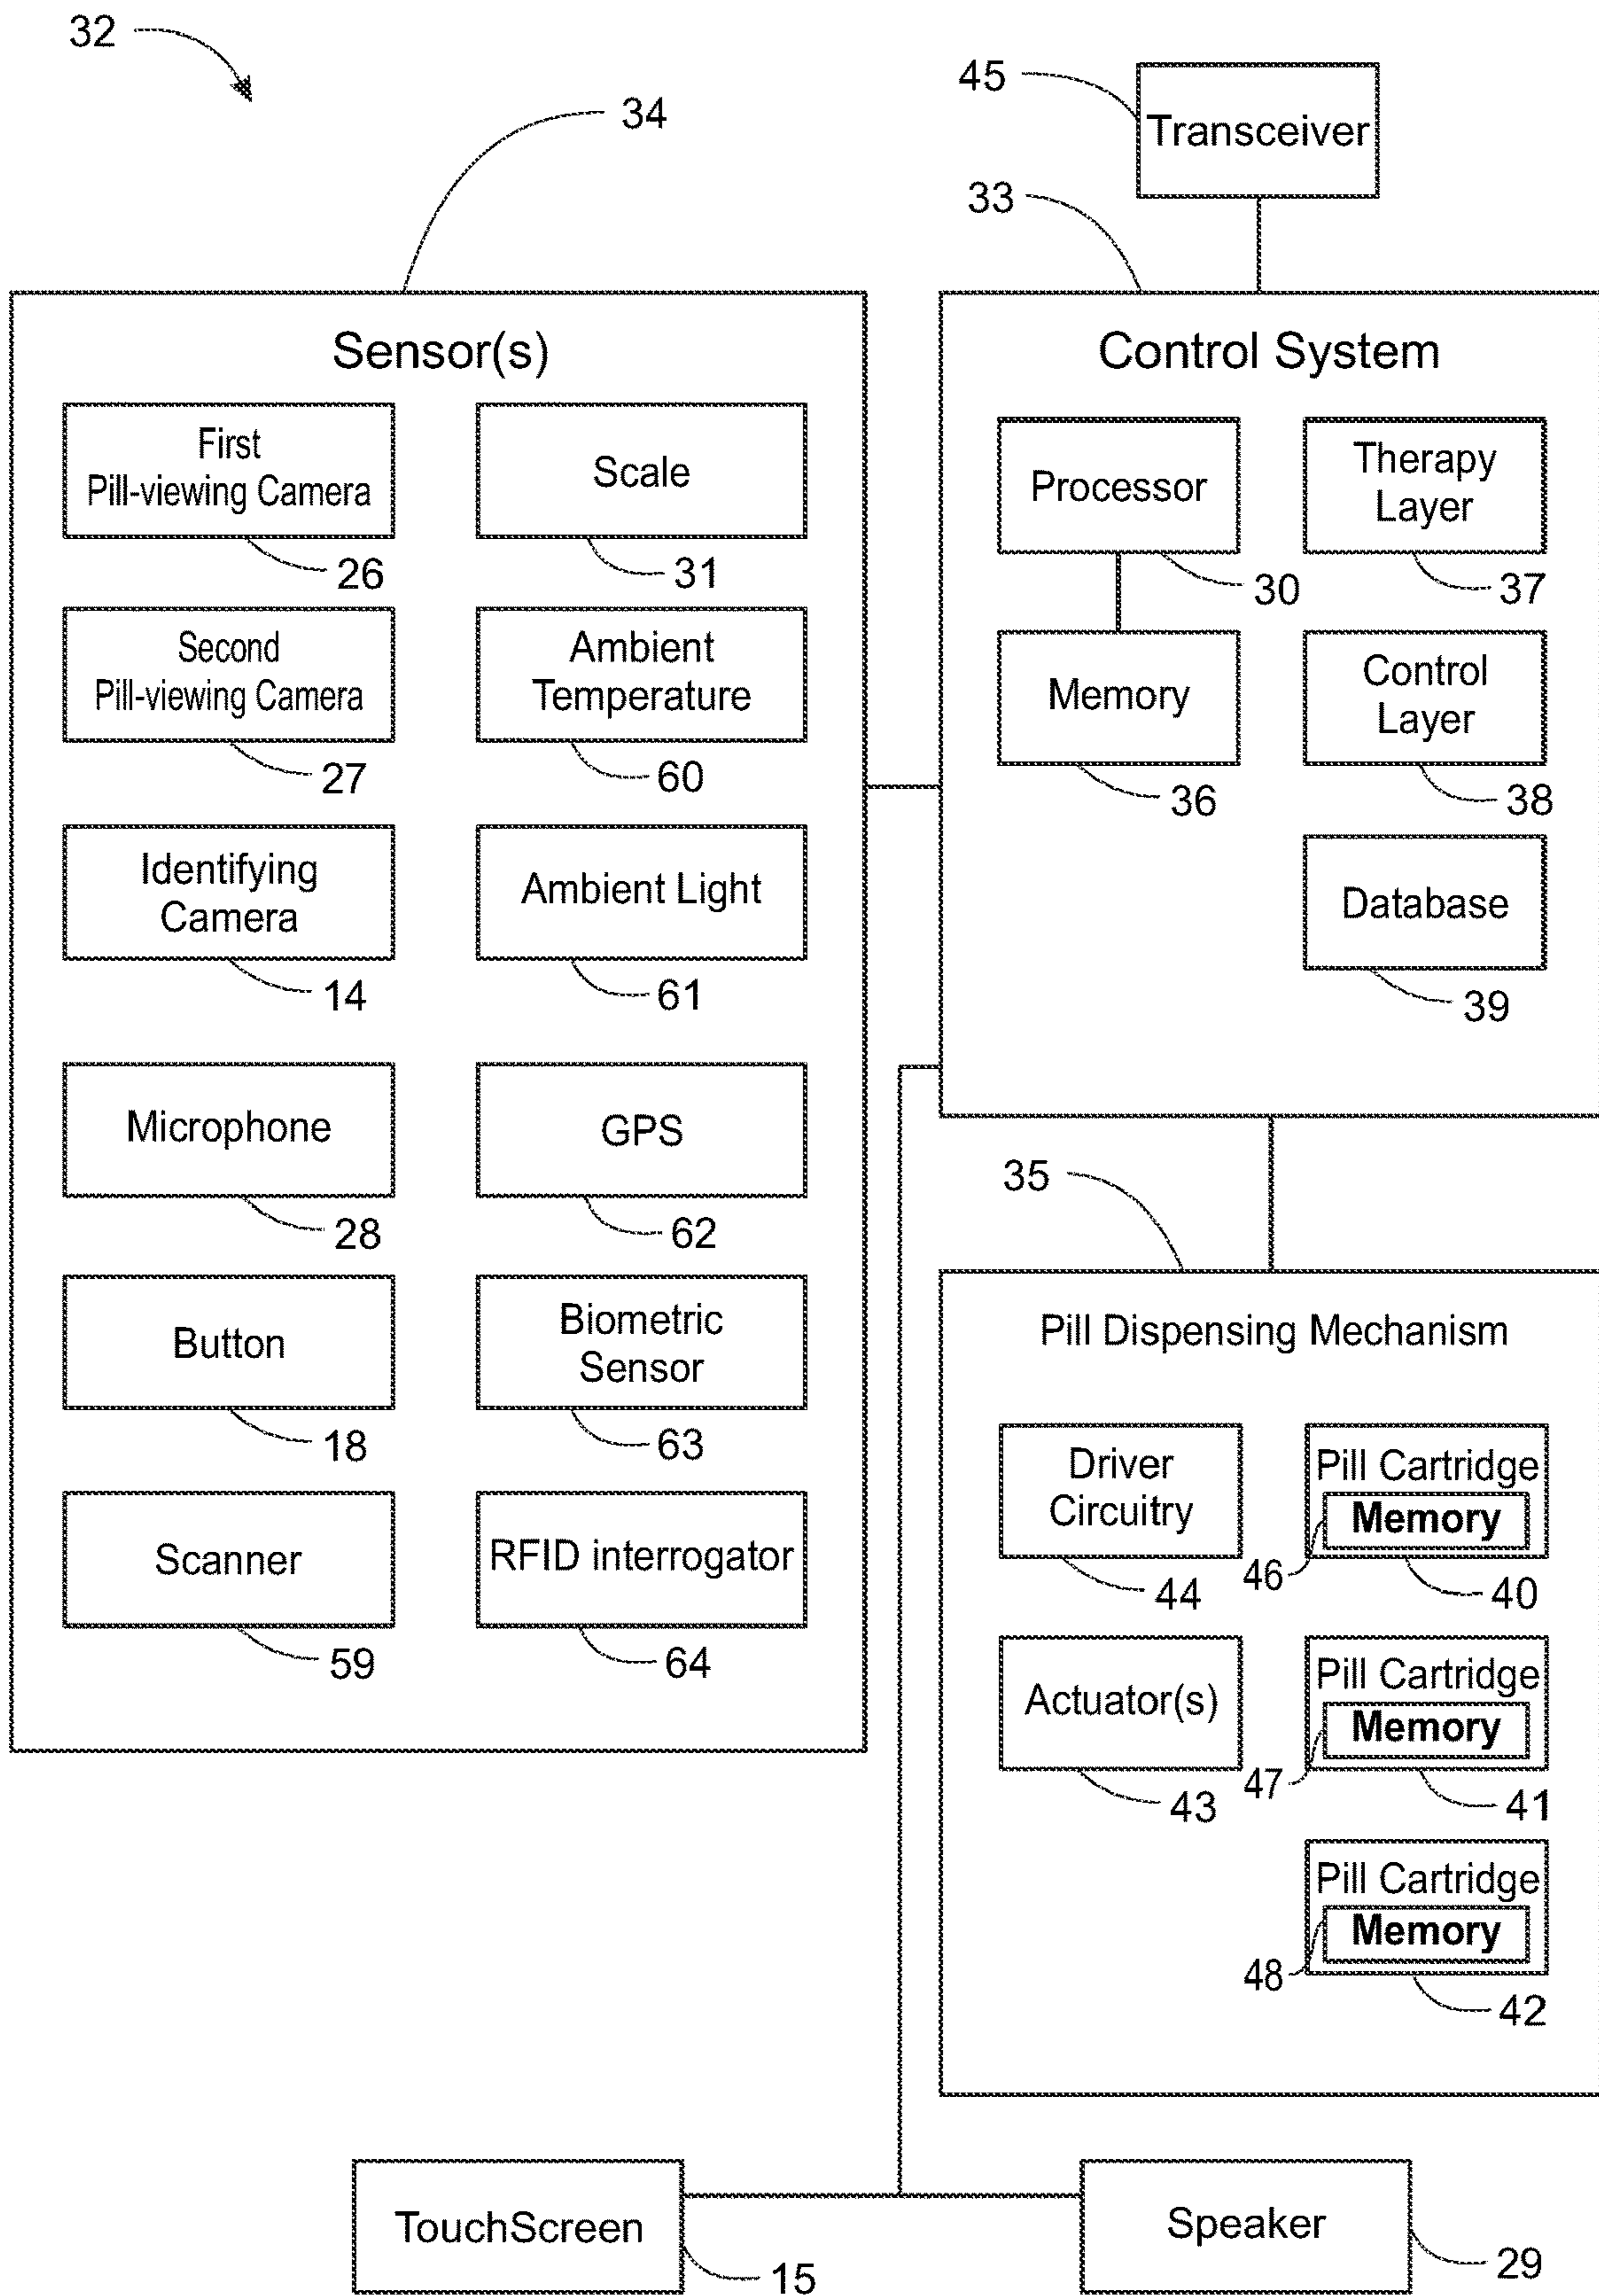 32
34
45
Transceiver
33
Sensor(s)
First
Pill-viewing Camera
26
Scale
31
Second
Pill-viewing Camera
27
Ambient
Temperature
60
Identifying
Camera
14
Ambient Light
61
Microphone
28
GPS
62
Button
18
Biometric
Sensor
63
Scanner
59
RFID interrogator
64
Control System
Processor
30
Therapy
Layer
37
Memory
36
Control
Layer
38
Database
39
35
Pill Dispensing Mechanism
Driver
Circuitry
44
Pill Cartridge
Memory
46
40
Actuator(s)
43
Pill Cartridge
Memory
47
41
Pill Cartridge
Memory
48
42
TouchScreen
15
Speaker
29